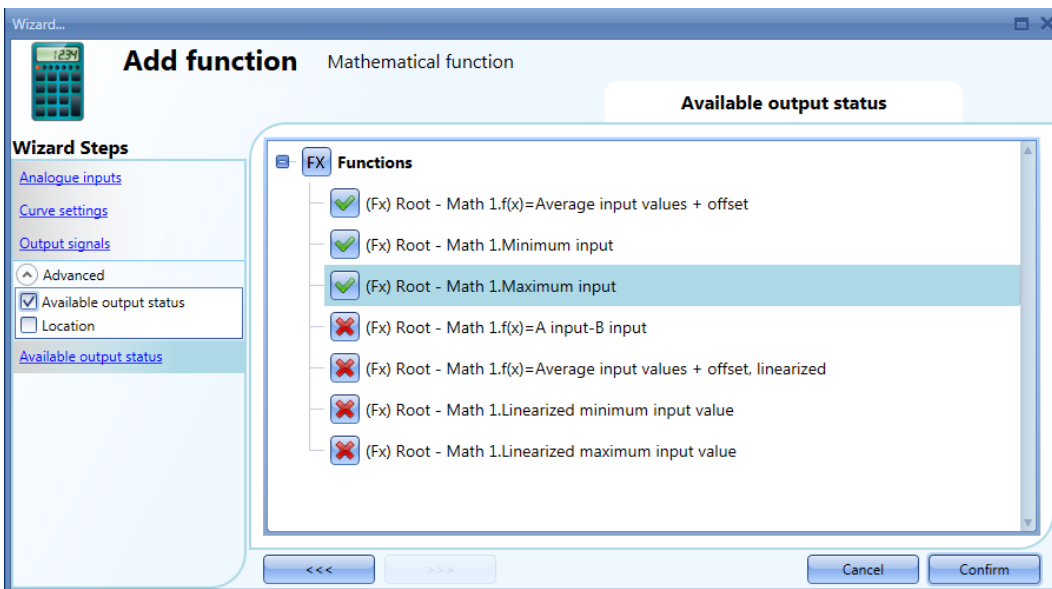 Wizard...
1234
Add function
Mathematical function
Available output status
Wizard Steps
Analogue inputs
Curve settings
Output signals
Advanced
Available output status
Location
Available output status
FX Functions
(Fx) Root - Math 1.f(x)=Average input values + offset
(Fx) Root - Math 1.Minimum input
(Fx) Root - Math 1.Maximum input
(Fx) Root - Math 1.f(x)=A input-B input
(Fx) Root - Math 1.f(x)=Average input values + offset, linearized
(Fx) Root - Math 1.Linearized minimum input value
(Fx) Root - Math 1.Linearized maximum input value
<<<
>>>
Cancel
Confirm